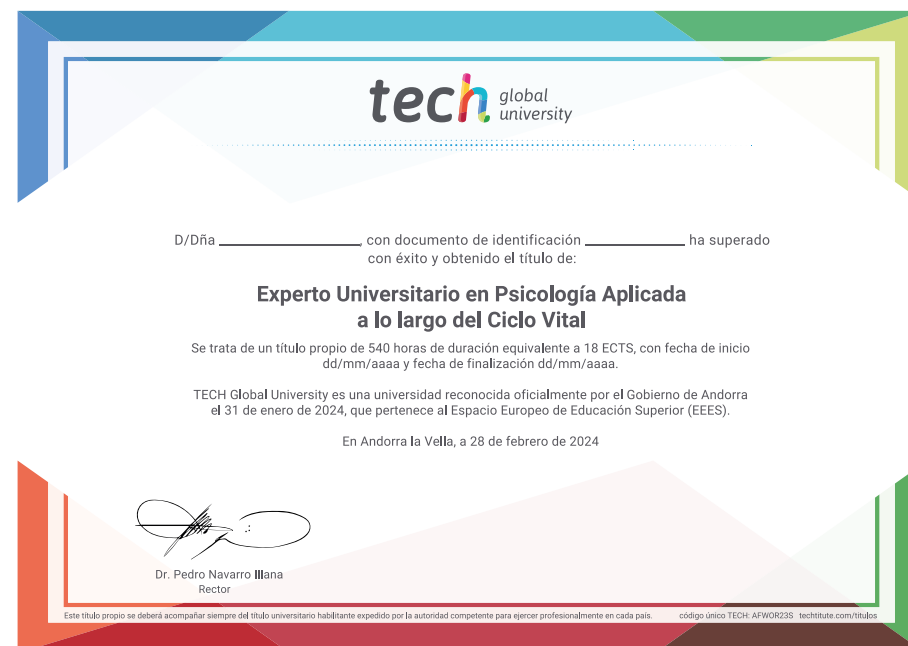 tech global university
D/Dña ____________________, con documento de identificación ______________ ha superado
con éxito y obtenido el título de:
Experto Universitario en Psicología Aplicada
a lo largo del Ciclo Vital
Se trata de un título propio de 540 horas de duración equivalente a 18 ECTS, con fecha de inicio
dd/mm/aaaa y fecha de finalización dd/mm/aaaa.
TECH Global University es una universidad reconocida oficialmente por el Gobierno de Andorra
el 31 de enero de 2024, que pertenece al Espacio Europeo de Educación Superior (EEES).
En Andorra la Vella, a 28 de febrero de 2024
Dr. Pedro Navarro Illana
Rector
Este título propio se deberá acompañar siempre del título universitario habilitante expedido por la autoridad competente para ejercer profesionalmente en cada país. código único TECH: AFWOR23S techtitute.com/titulos